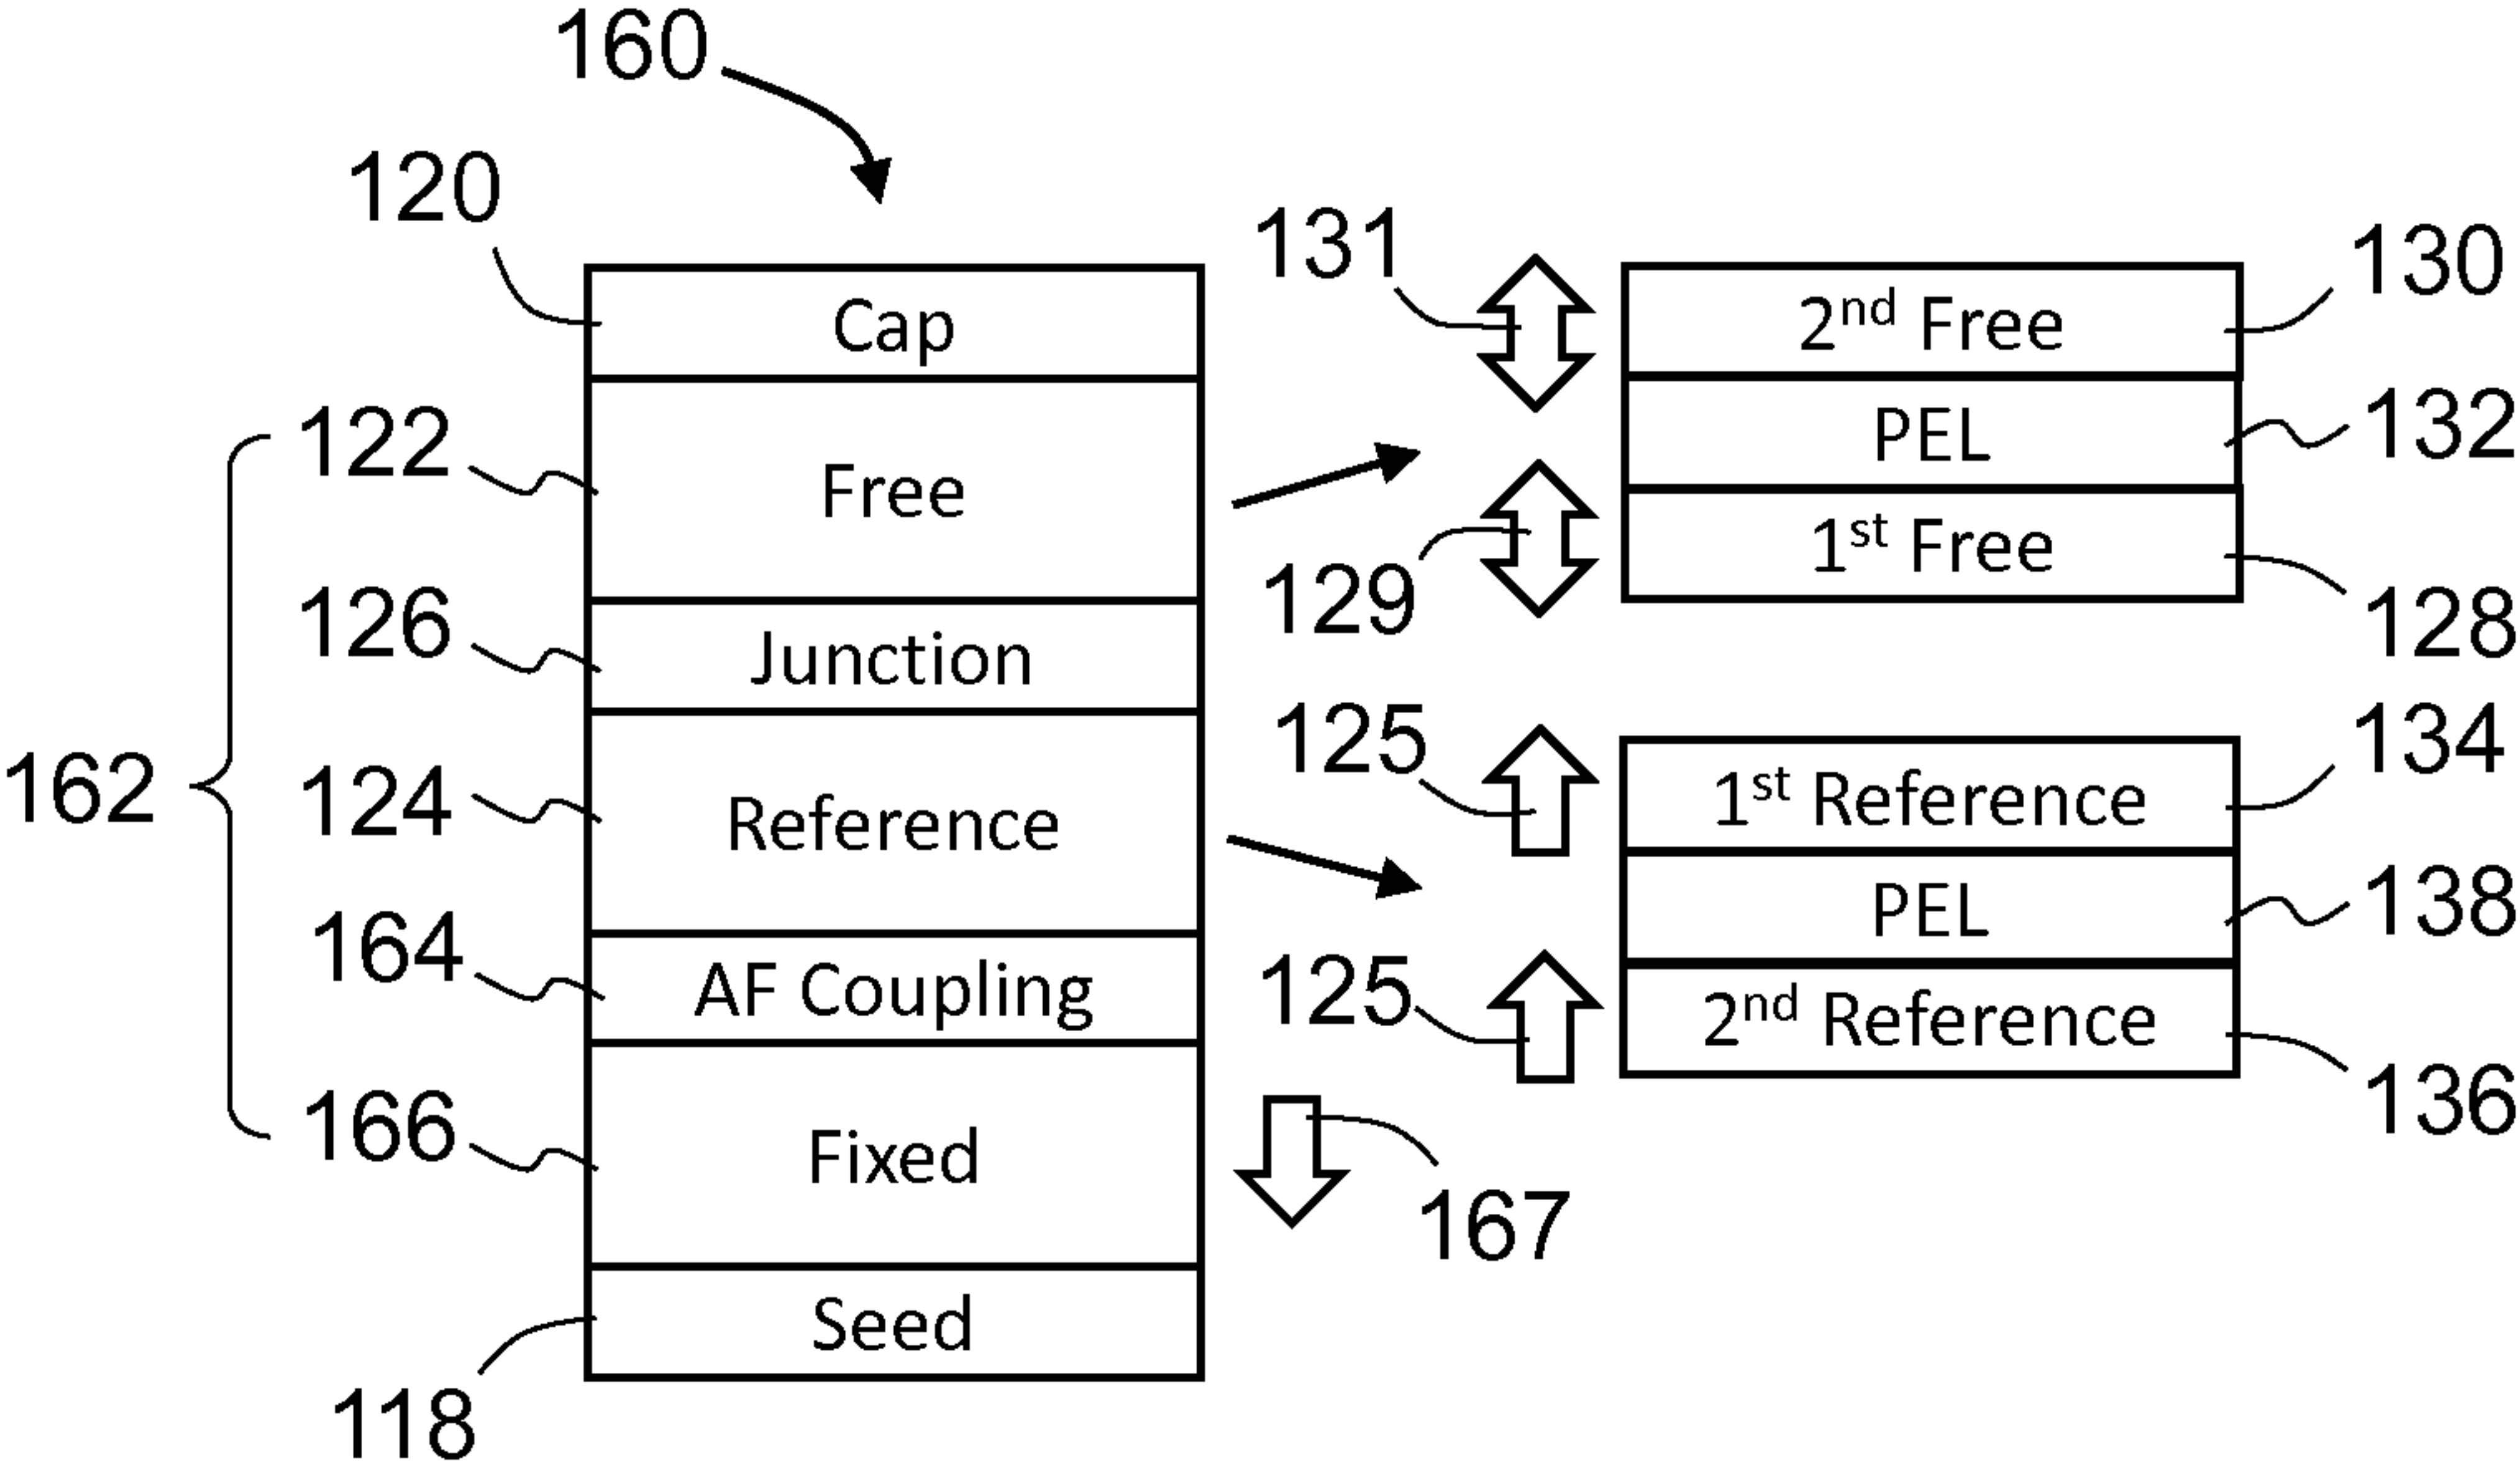 160
120
131
130
Cap
2nd Free
122
132
PEL
Free
129
1st Free
126
128
Junction
125
134
162
124
1st Reference
Reference
138
PEL
164
125
AF Coupling
2nd Reference
136
166
Fixed
167
Seed
118